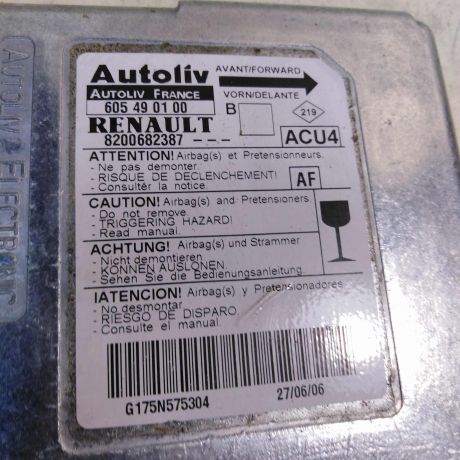 Autoliv
AVANT/FORWARD
AUTOLIV FRANCE
VORN/DELANTE
605 49 01 00
B
219
RENAULT
8200682387 - - -
ACU4
ATTENTION! Airbag(s) et Pretensionneurs.
- Ne pas demonter.
- RISQUE DE DECLENCHEMENT!
- Consulter la notice.
AF
CAUTION! Airbag(s) and Pretensioners
- Do not remove.
- TRIGGERING HAZARD!
- Read manual.
ACHTUNG! Airbag(s) und Strammer
- Nicht demontieren
- KONNEN AUSLONEN.
- Sehen Sie die Bedienungsanleitung
!ATENCION! Airbag(s) y Pretensionadores
- No desmontar
- RIESGO DE DISPARO
- Consulte el manual.
G175N575304
27/06/06
AUTOLIV ELECTRONIC